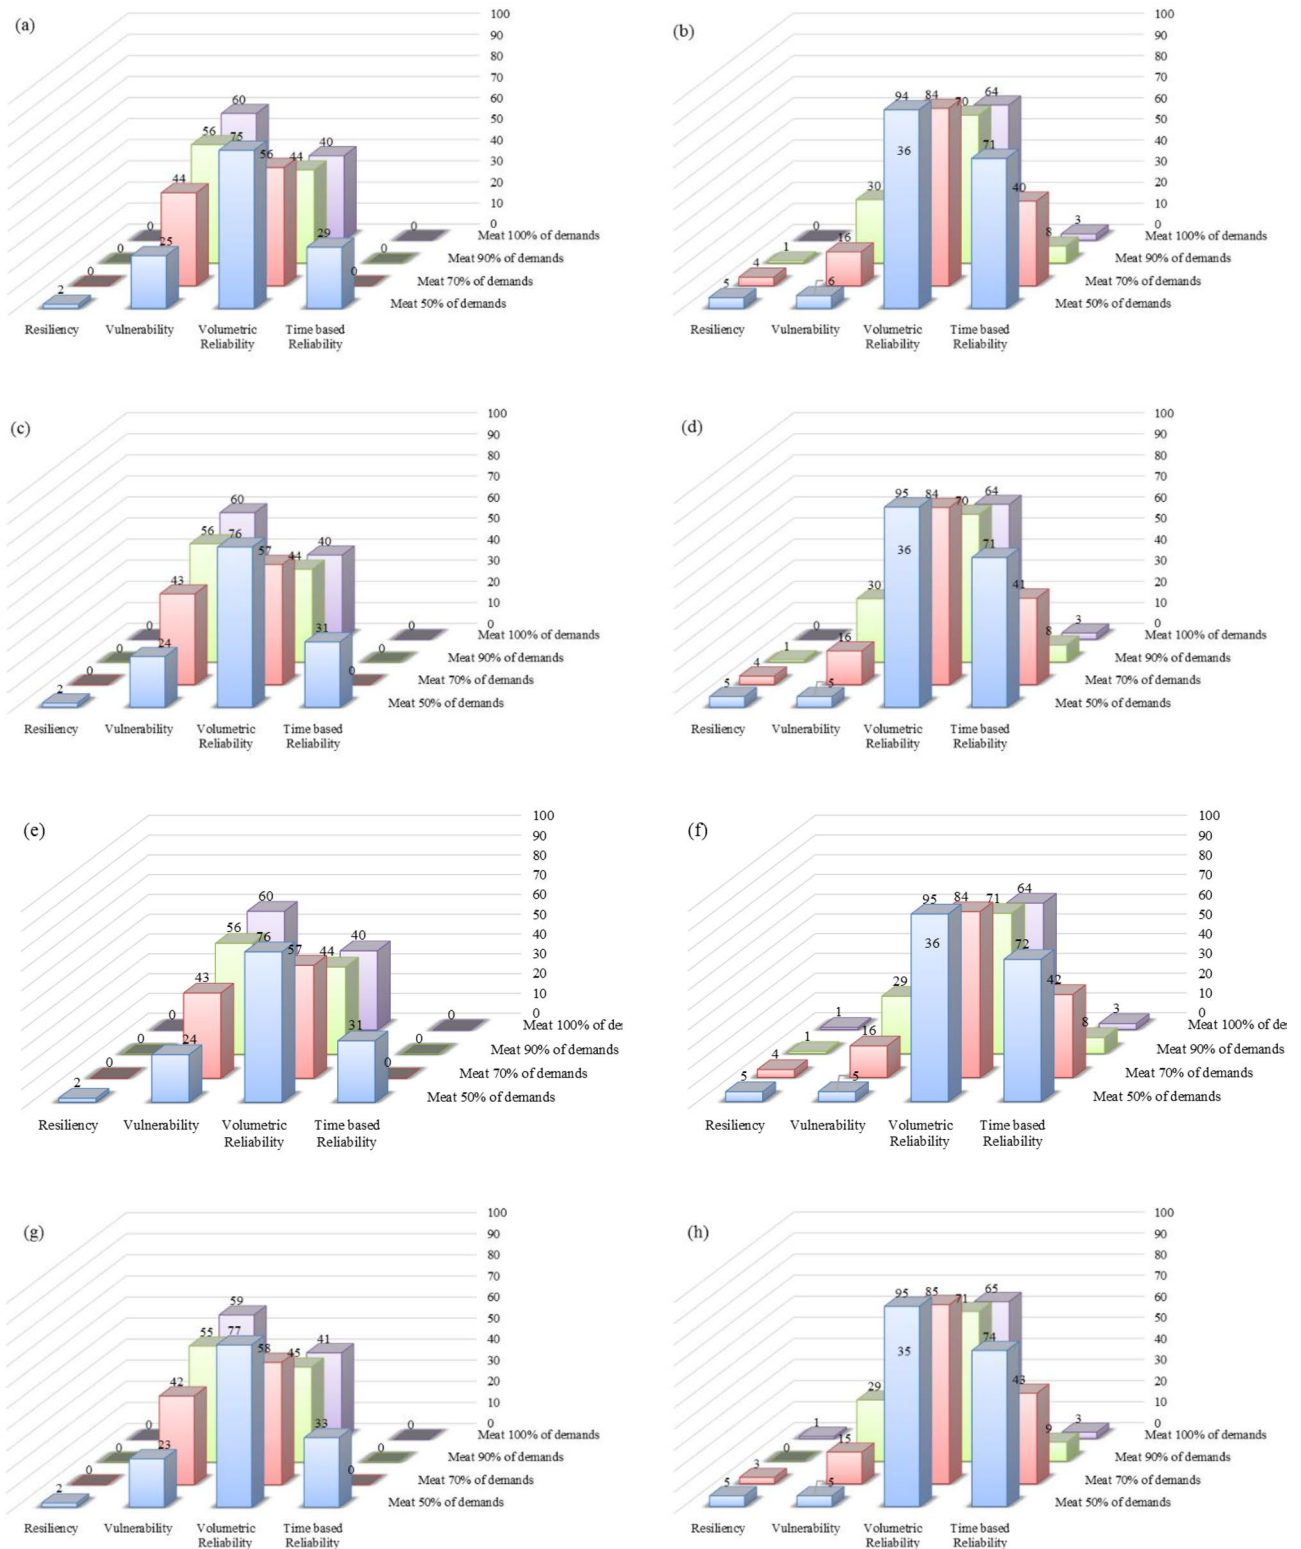 (a)
100
90
80
70
60
50
40
30
20
10
0
60
56 75
44 56 44 40
25 29
0 0
0 0
0 0
2
Meat 100% of demands
Meat 90% of demands
Meat 70% of demands
Meat 50% of demands
Resiliency Vulnerability Volumetric Time based
Reliability Reliability
(b)
100
90
80
70
60
50
40
30
20
10
0
94 84 70 64
36 71
30 40
0 3
1 16 8
4
5 6
Meat 100% of demands
Meat 90% of demands
Meat 70% of demands
Meat 50% of demands
Resiliency Vulnerability Volumetric Time based
Reliability Reliability
(c)
100
90
80
70
60
50
40
30
20
10
0
60
56 76
43 57 44 40
24 31
0 0
0 0
0 0
2
Meat 100% of demands
Meat 90% of demands
Meat 70% of demands
Meat 50% of demands
Resiliency Vulnerability Volumetric Time based
Reliability Reliability
(d)
100
90
80
70
60
50
40
30
20
10
0
95 84 70 64
36 71
30 41
0 3
1 16 8
4
5 5
Meat 100% of demands
Meat 90% of demands
Meat 70% of demands
Meat 50% of demands
Resiliency Vulnerability Volumetric Time based
Reliability Reliability
(e)
100
90
80
70
60
50
40
30
20
10
0
60
56 76
43 57 44 40
24 31
0 0
0 0
0 0
2
Meat 100% of de
Meat 90% of demands
Meat 70% of demands
Meat 50% of demands
Resiliency Vulnerability Volumetric Time based
Reliability Reliability
(f)
100
90
80
70
60
50
40
30
20
10
0
95 84 71 64
36 72
29 42
1 3
1 16 8
4
5 5
Meat 100% of de
Meat 90% of demands
Meat 70% of demands
Meat 50% of demands
Resiliency Vulnerability Volumetric Time based
Reliability Reliability
(g)
100
90
80
70
60
50
40
30
20
10
0
59
55 77
42 58 45 41
23 33
0 0
0 0
0 0
2
Meat 100% of demands
Meat 90% of demands
Meat 70% of demands
Meat 50% of demands
Resiliency Vulnerability Volumetric Time based
Reliability Reliability
(h)
100
90
80
70
60
50
40
30
20
10
0
95 85 71 65
35 74
29 43
1 3
0 15 9
3
5 5
Meat 100% of demands
Meat 90% of demands
Meat 70% of demands
Meat 50% of demands
Resiliency Vulnerability Volumetric Time based
Reliability Reliability